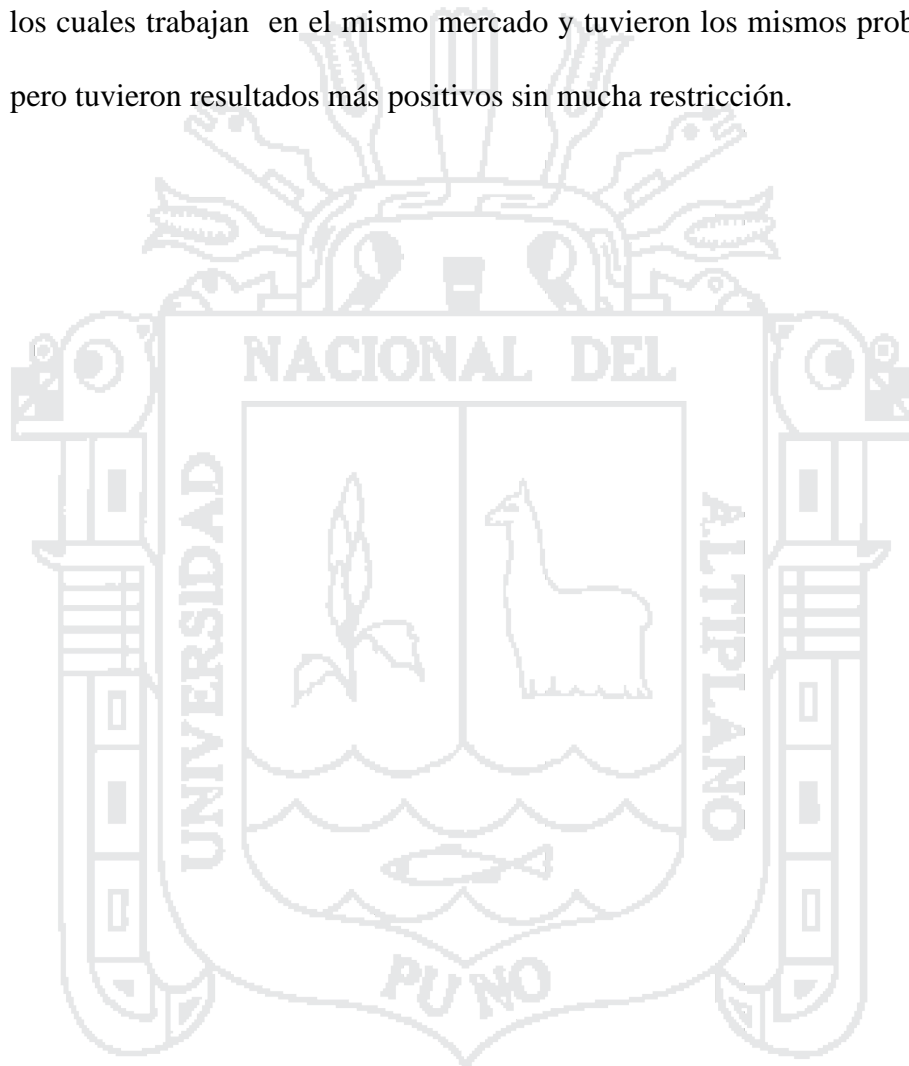 los cuales trabajan en el mismo mercado y tuvieron los mismos
pero tuvieron resultados más positivos sin mucha restricción.
NACIONAL DEL
UNIVERSIDAD
ALTIPLANO
PUNO